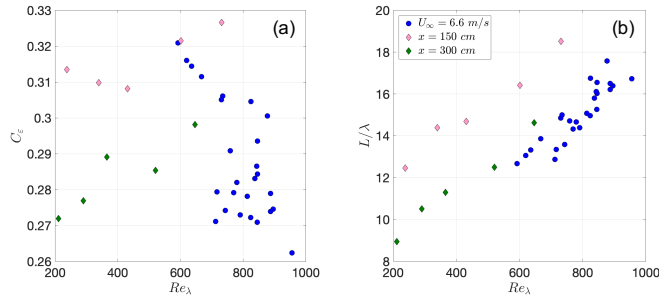 (a)
0.33
0.32
0.31
0.3
0.29
0.28
0.27
0.26
C_ε
200 400 600 800 1000
Re_λ
(b)
U_∞ = 6.6 m/s
x = 150 cm
x = 300 cm
20
18
16
14
12
10
8
L/λ
200 400 600 800 1000
Re_λ